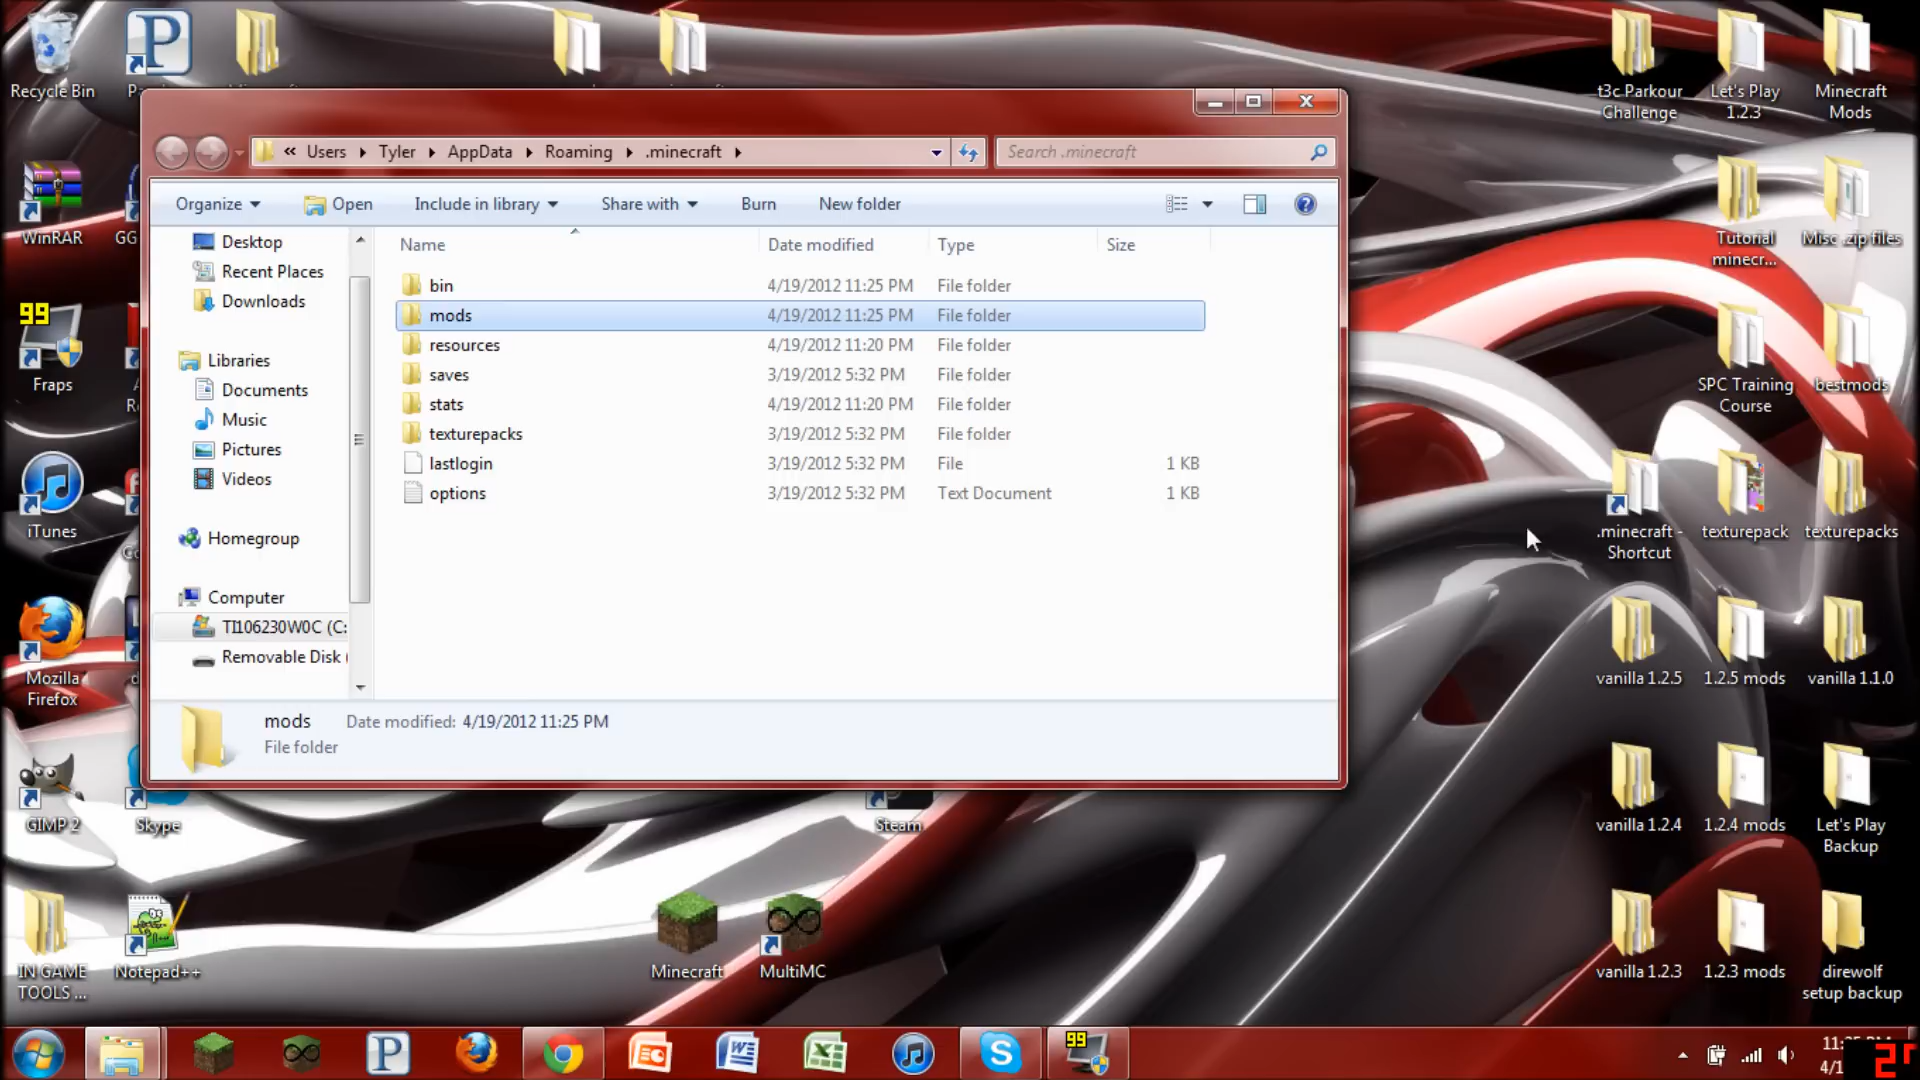 Recycle Bin
t3c Parkour Challenge
Let's Play 1.2.3
Minecraft Mods
« Users Tyler AppData Roaming .minecraft
Search .minecraft
Organize Open Include in library Share with Burn New folder
Name Date modified Type Size
Desktop
Recent Places
Downloads
Libraries
Documents
Music
Pictures
Videos
Homegroup
Computer
TI106230W0C (C:
Removable Disk (
bin 4/19/2012 11:25 PM File folder
mods 4/19/2012 11:25 PM File folder
resources 4/19/2012 11:20 PM File folder
saves 3/19/2012 5:32 PM File folder
stats 4/19/2012 11:20 PM File folder
texturepacks 3/19/2012 5:32 PM File folder
lastlogin 3/19/2012 5:32 PM File 1 KB
options 3/19/2012 5:32 PM Text Document 1 KB
mods Date modified: 4/19/2012 11:25 PM
File folder
WinRAR
GG
99
Fraps
iTunes
Mozilla Firefox
GIMP 2
Skype
Steam
IN GAME TOOLS ...
Notepad++
Minecraft
MultiMC
Tutorial minecr...
Misc .zip files
SPC Training Course
bestmods
.minecraft - Shortcut
texturepack
texturepacks
vanilla 1.2.5
1.2.5 mods
vanilla 1.1.0
vanilla 1.2.4
1.2.4 mods
Let's Play Backup
vanilla 1.2.3
1.2.3 mods
direwolf setup backup
99